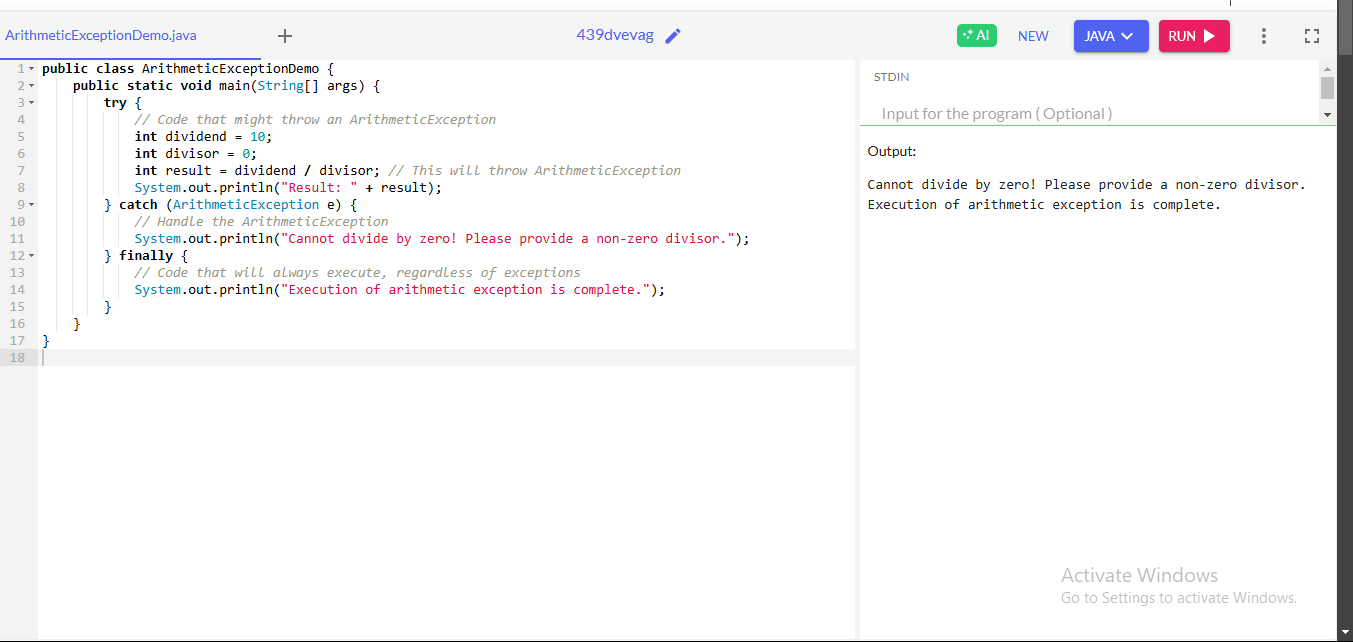 ArithmeticExceptionDemo.java
439dvevag
AI
NEW
JAVA
RUN
1 public class ArithmeticExceptionDemo {
2     public static void main(String[] args) {
3         try {
4             // Code that might throw an ArithmeticException
5             int dividend = 10;
6             int divisor = 0;
7             int result = dividend / divisor; // This will throw ArithmeticException
8             System.out.println("Result: " + result);
9         } catch (ArithmeticException e) {
10             // Handle the ArithmeticException
11             System.out.println("Cannot divide by zero! Please provide a non-zero divisor.");
12         } finally {
13             // Code that will always execute, regardless of exceptions
14             System.out.println("Execution of arithmetic exception is complete.");
15         }
16     }
17 }
18
STDIN
Input for the program ( Optional )
Output:
Cannot divide by zero! Please provide a non-zero divisor.
Execution of arithmetic exception is complete.
Activate Windows
Go to Settings to activate Windows.